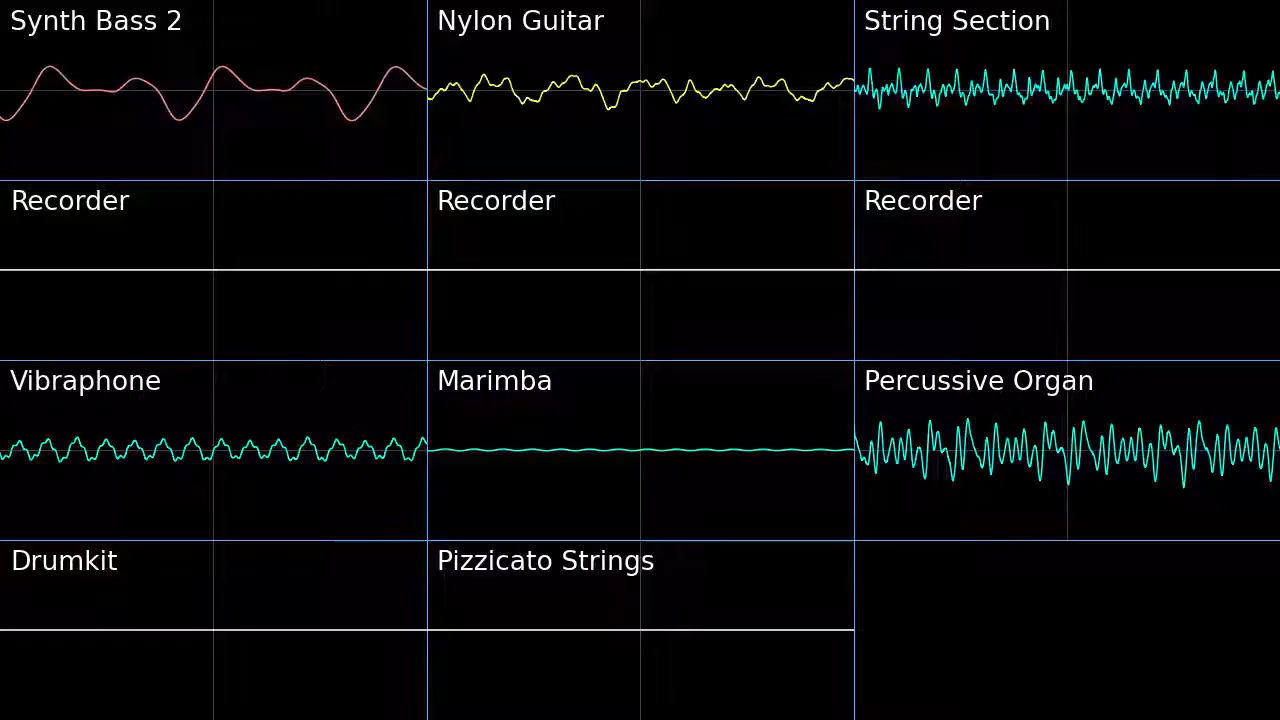 Synth Bass 2
Nylon Guitar
String Section
Recorder
Recorder
Recorder
Vibraphone
Marimba
Percussive Organ
Drumkit
Pizzicato Strings